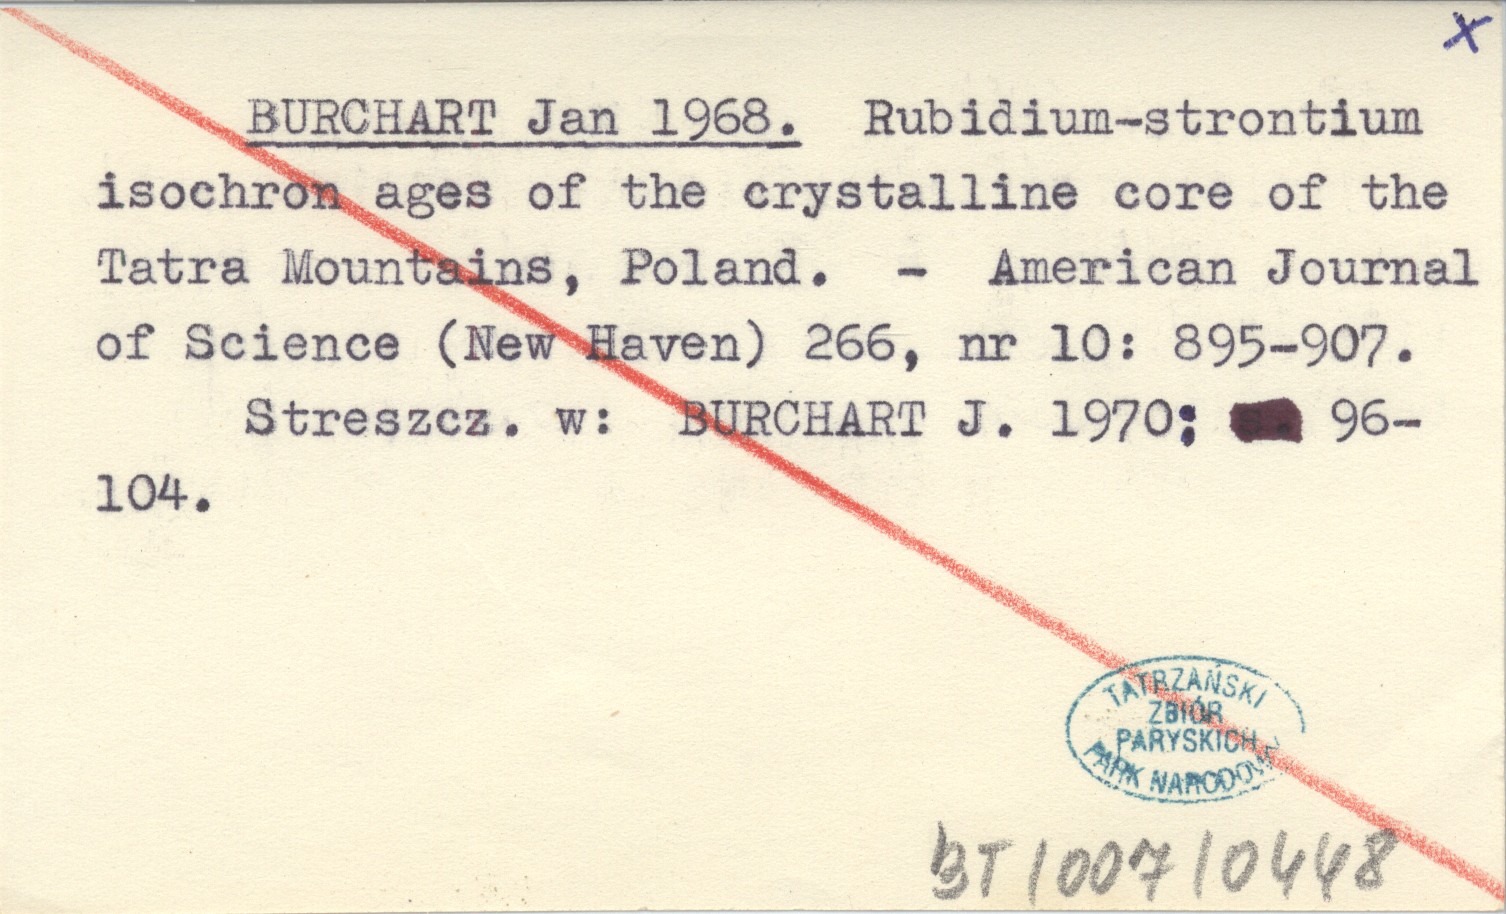 x
BURCHART Jan 1968. Rubidium-strontium
isochron ages of the crystalline core of the
Tatra Mountains, Poland. - American Journal
of Science (New Haven) 266, nr 10: 895-907.
Streszcz. w: BURCHART J. 1970; 96-
104.
TATRZAŃSKI
ZBIÓR
PARYSKICH
PARK NARODOWY
BT/007/0448